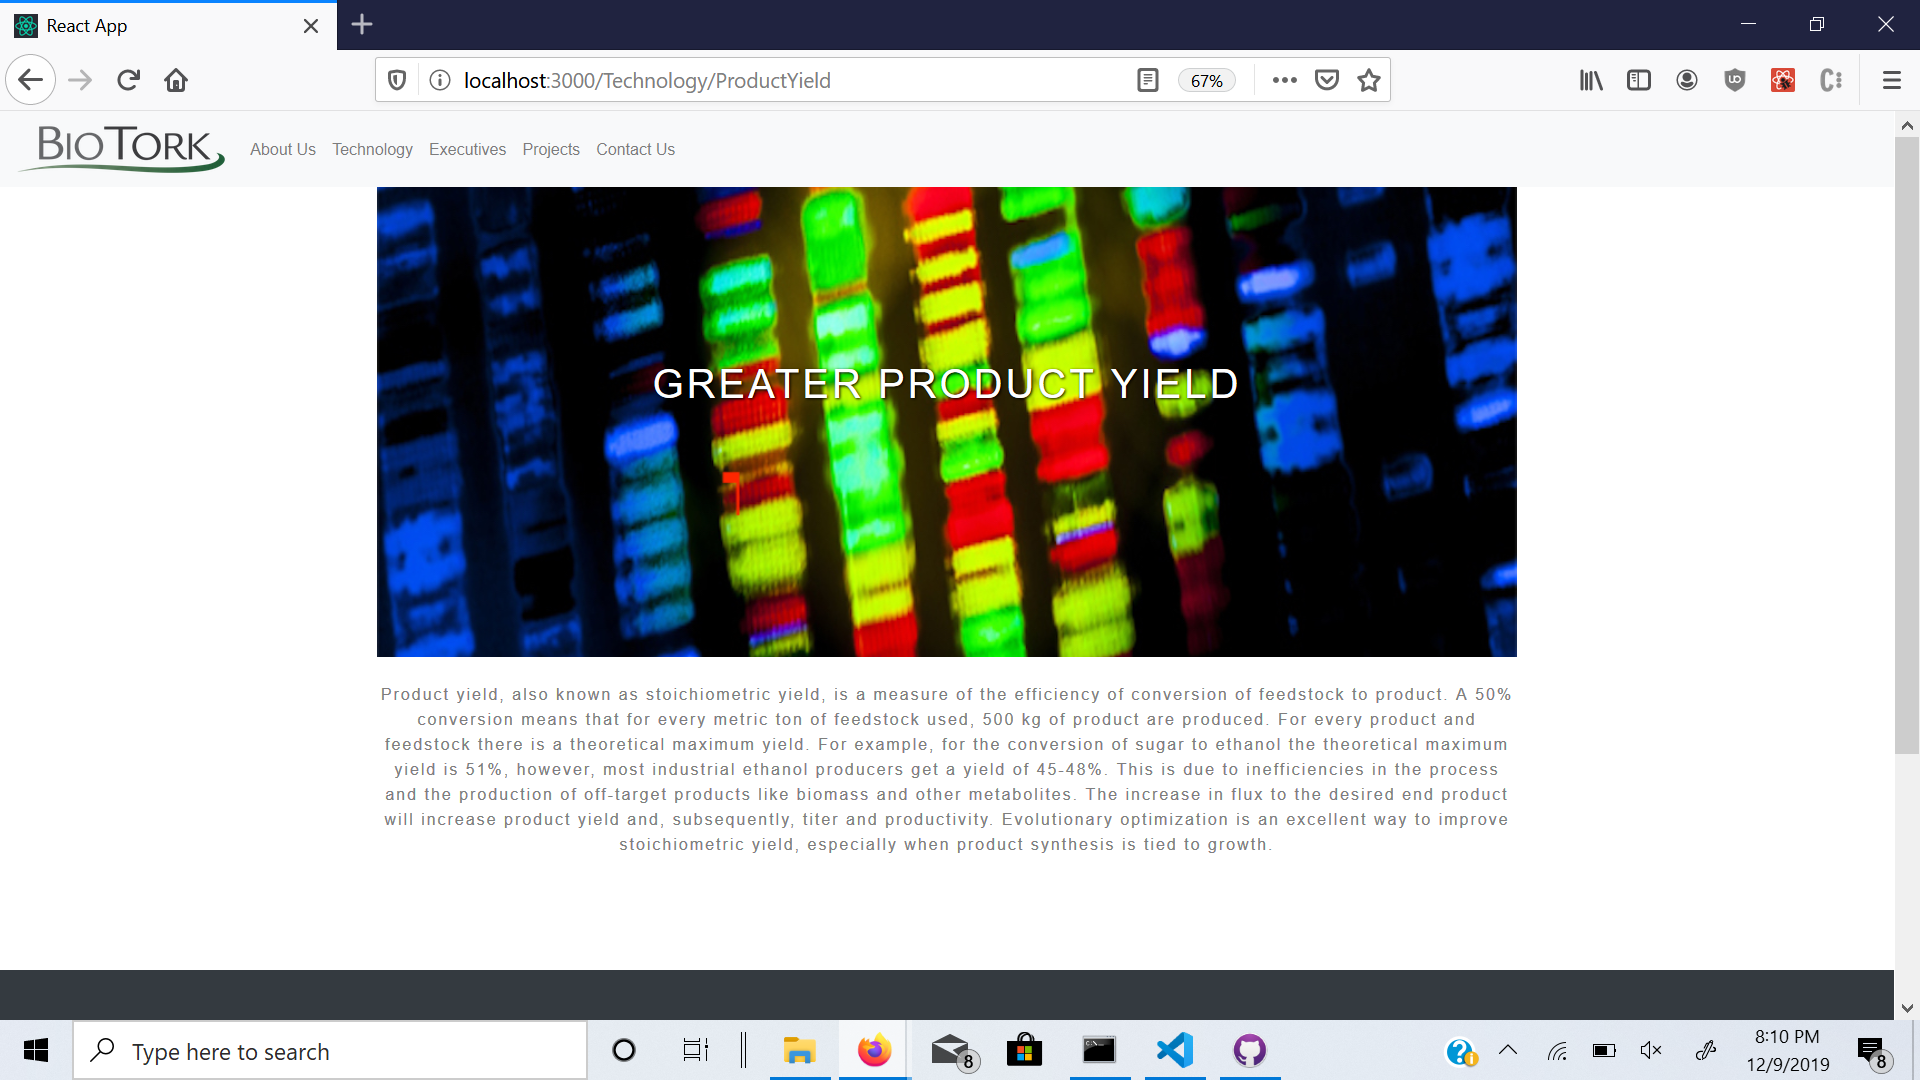 React App
localhost:3000/Technology/ProductYield
67%
BIOTORK
About Us Technology Executives Projects Contact Us
GREATER PRODUCT YIELD
Product yield, also known as stoichiometric yield, is a measure of the efficiency of conversion of feedstock to product. A 50%
conversion means that for every metric ton of feedstock used, 500 kg of product are produced. For every product and
feedstock there is a theoretical maximum yield. For example, for the conversion of sugar to ethanol the theoretical maximum
yield is 51%, however, most industrial ethanol producers get a yield of 45-48%. This is due to inefficiencies in the process
and the production of off-target products like biomass and other metabolites. The increase in flux to the desired end product
will increase product yield and, subsequently, titer and productivity. Evolutionary optimization is an excellent way to improve
stoichiometric yield, especially when product synthesis is tied to growth.
Type here to search
8
8:10 PM
12/9/2019
8